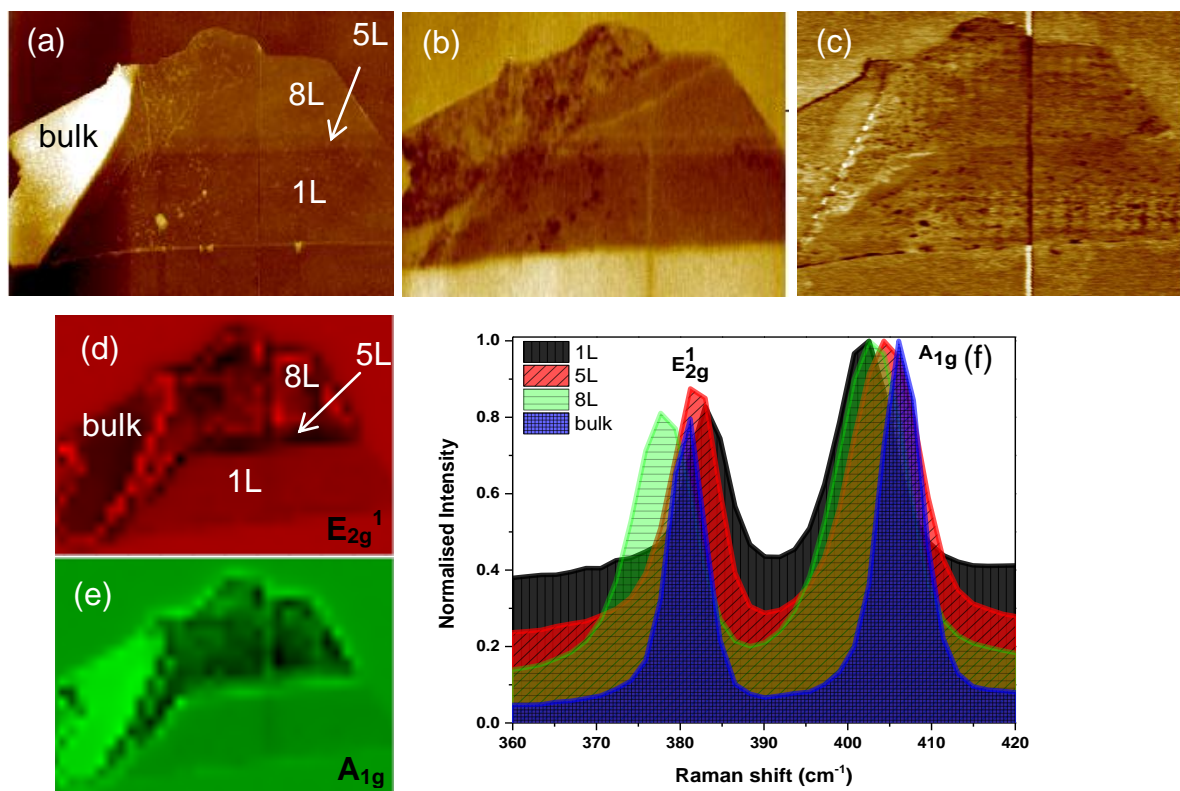 (a)
5L
8L
bulk
1L
(b)
(c)
(d)
5L
8L
bulk
1L
E₂g¹
(e)
A₁g
1.0
0.8
0.6
0.4
0.2
0.0
Normalised Intensity
1L
5L
8L
bulk
E¹₂g
A₁g (f)
360 370 380 390 400 410 420
Raman shift (cm⁻¹)